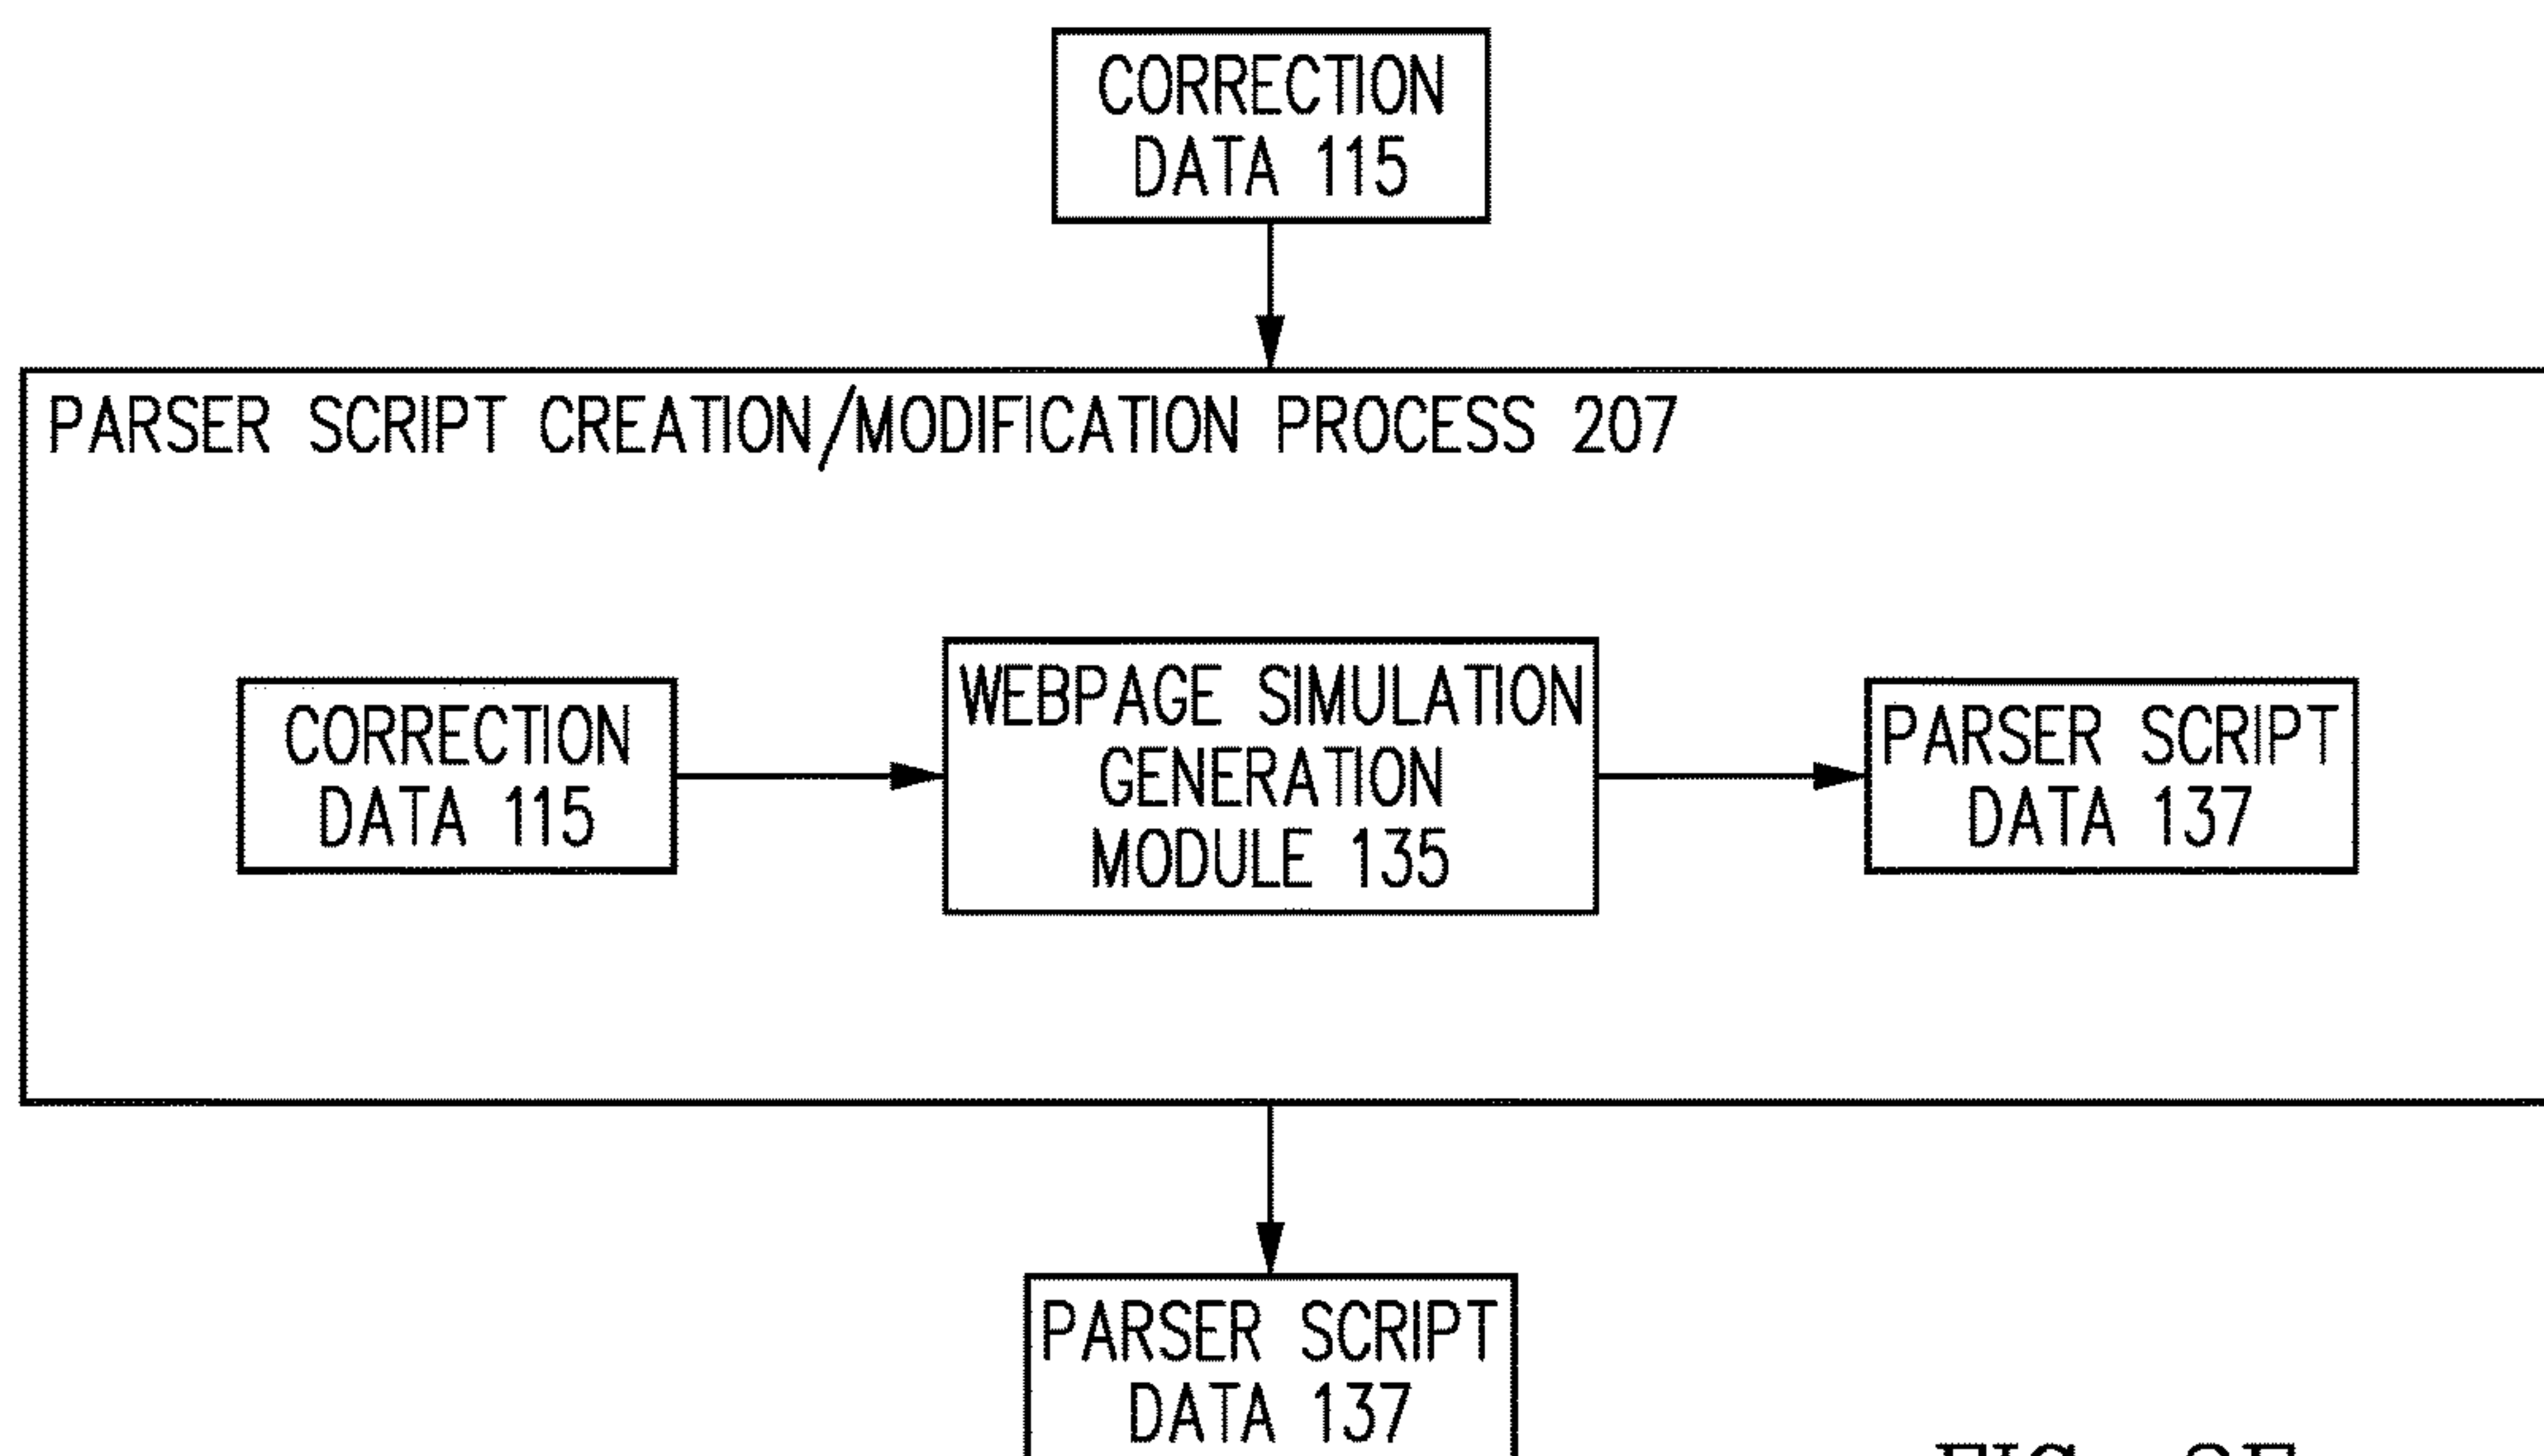 CORRECTION
DATA 115
PARSER SCRIPT CREATION/MODIFICATION PROCESS 207
CORRECTION
DATA 115
WEBPAGE SIMULATION
GENERATION
MODULE 135
PARSER SCRIPT
DATA 137
PARSER SCRIPT
DATA 137